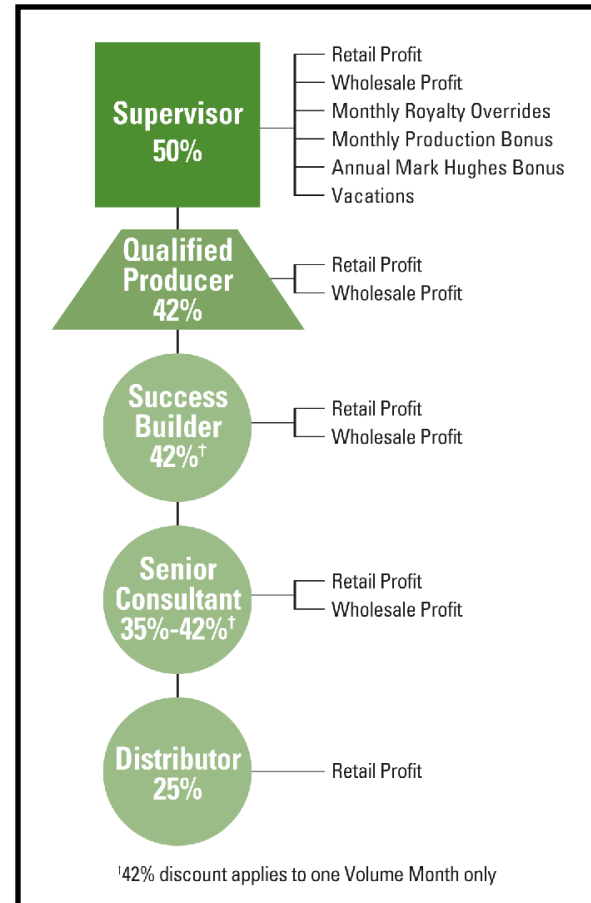 Supervisor
50%
Retail Profit
Wholesale Profit
Monthly Royalty Overrides
Monthly Production Bonus
Annual Mark Hughes Bonus
Vacations
Qualified
Producer
42%
Retail Profit
Wholesale Profit
Success
Builder
42%†
Retail Profit
Wholesale Profit
Senior
Consultant
35%-42%†
Retail Profit
Wholesale Profit
Distributor
25%
Retail Profit
†42% discount applies to one Volume Month only